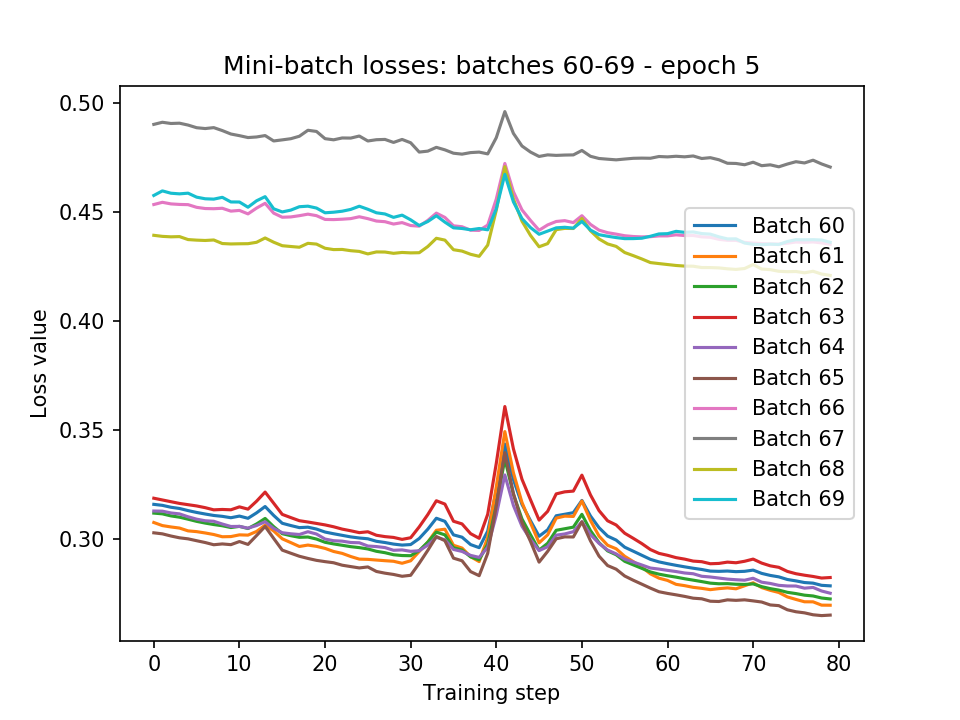 Mini-batch losses: batches 60-69 - epoch 5
0.50
0.45
0.40
0.35
0.30
Loss value
Batch 60
Batch 61
Batch 62
Batch 63
Batch 64
Batch 65
Batch 66
Batch 67
Batch 68
Batch 69
0 10 20 30 40 50 60 70 80
Training step